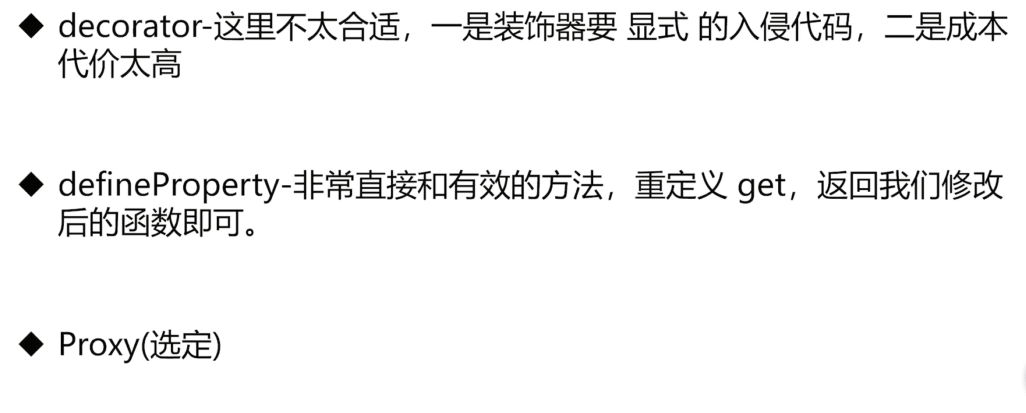 ◆ decorator-这里不太合适，一是装饰器要 显式 的入侵代码，二是成本
代价太高
◆ defineProperty-非常直接和有效的方法，重定义 get，返回我们修改
后的函数即可。
◆ Proxy(选定)